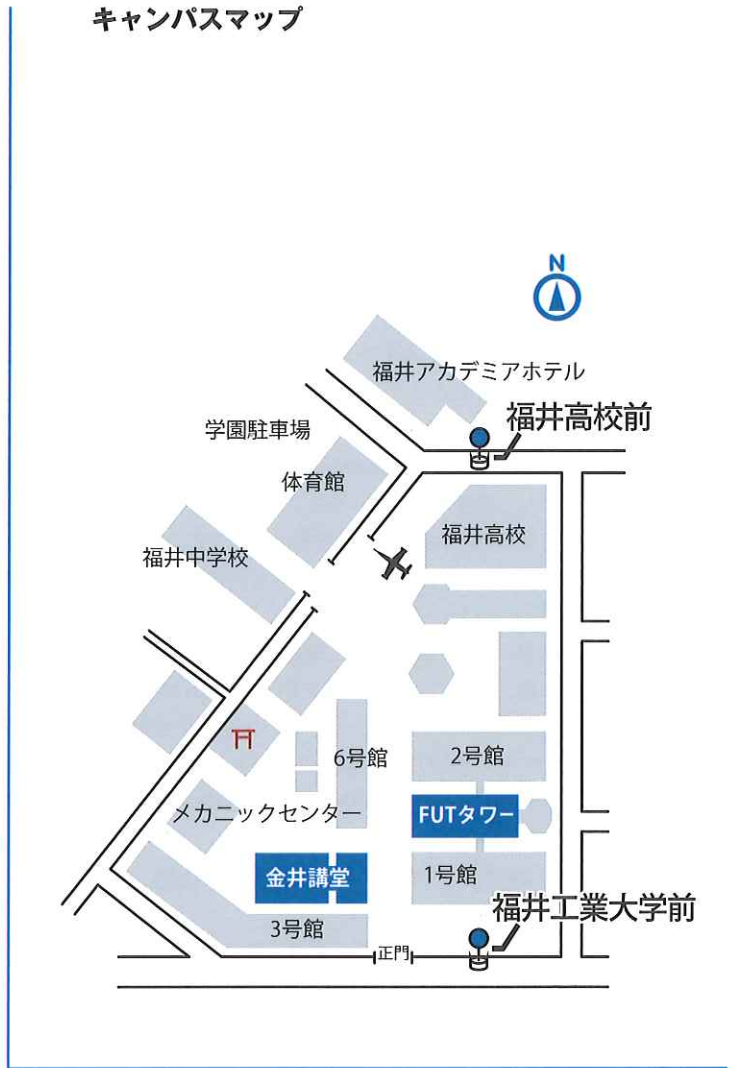 キャンパスマップ
N
福井アカデミアホテル
福井高校前
学園駐車場
体育館
福井高校
福井中学校
6号館
2号館
メカニックセンター
FUTタワー
金井講堂
1号館
福井工業大学前
3号館
正門